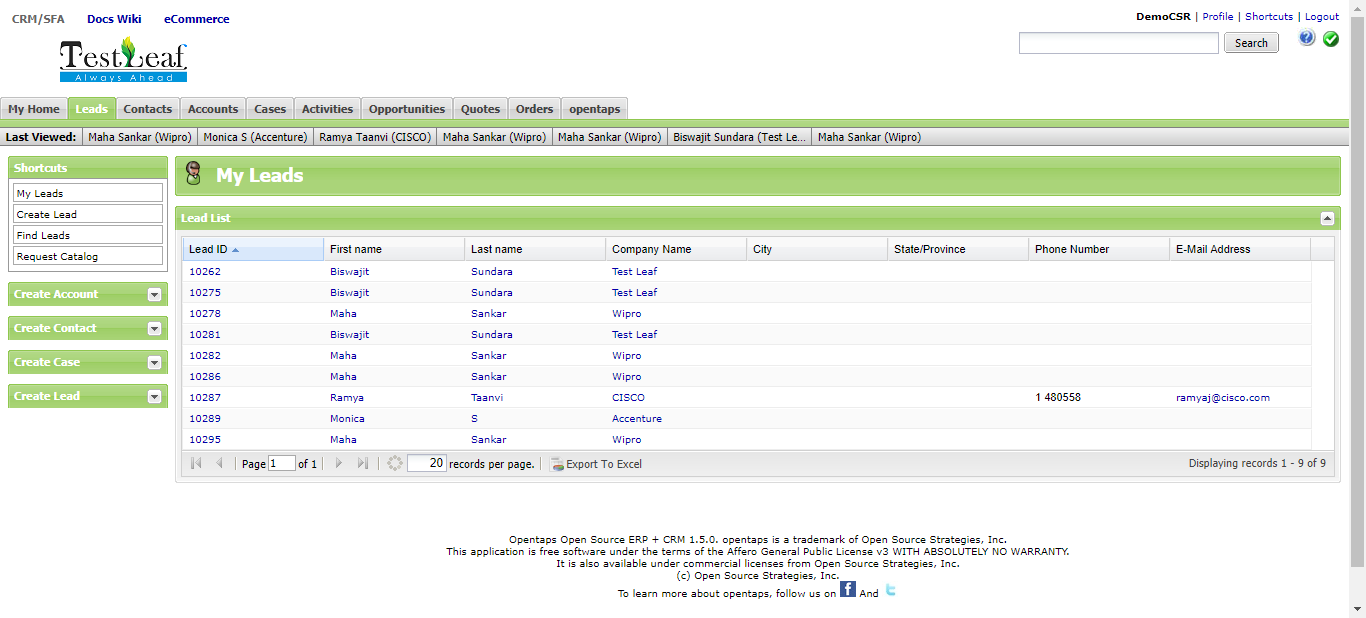 CRM/SFA Docs Wiki eCommerce
DemoCSR | Profile | Shortcuts | Logout
TestLeaf
Always Ahead
Search
My Home Leads Contacts Accounts Cases Activities Opportunities Quotes Orders opentaps
Last Viewed: Maha Sankar (Wipro) Monica S (Accenture) Ramya Taanvi (CISCO) Maha Sankar (Wipro) Maha Sankar (Wipro) Biswajit Sundara (Test Le... Maha Sankar (Wipro)
Shortcuts
My Leads
Create Lead
Find Leads
Request Catalog
Create Account
Create Contact
Create Case
Create Lead
My Leads
Lead List
Lead ID First name Last name Company Name City State/Province Phone Number E-Mail Address
10262 Biswajit Sundara Test Leaf
10275 Biswajit Sundara Test Leaf
10278 Maha Sankar Wipro
10281 Biswajit Sundara Test Leaf
10282 Maha Sankar Wipro
10286 Maha Sankar Wipro
10287 Ramya Taanvi CISCO 1 480558 ramyaj@cisco.com
10289 Monica S Accenture
10295 Maha Sankar Wipro
Page 1 of 1 20 records per page. Export To Excel Displaying records 1 - 9 of 9
Opentaps Open Source ERP + CRM 1.5.0. opentaps is a trademark of Open Source Strategies, Inc.
This application is free software under the terms of the Affero General Public License v3 WITH ABSOLUTELY NO WARRANTY.
It is also available under commercial licenses from Open Source Strategies, Inc.
(c) Open Source Strategies, Inc.
To learn more about opentaps, follow us on f And t